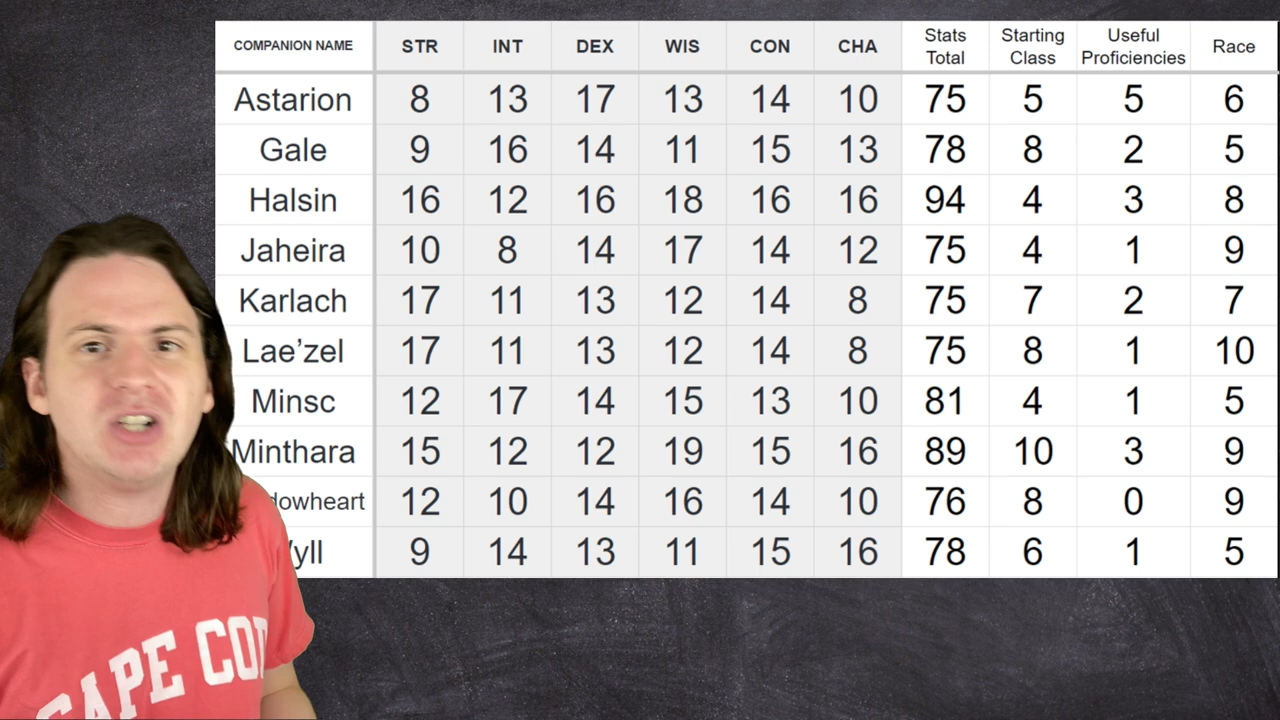 COMPANION NAME STR INT DEX WIS CON CHA Stats Total Starting Class Useful Proficiencies Race
Astarion 8 13 17 13 14 10 75 5 5 6
Gale 9 16 14 11 15 13 78 8 2 5
Halsin 16 12 16 18 16 16 94 4 3 8
Jaheira 10 8 14 17 14 12 75 4 1 9
Karlach 17 11 13 12 14 8 75 7 2 7
Lae’zel 17 11 13 12 14 8 75 8 1 10
Minsc 12 17 14 15 13 10 81 4 1 5
Minthara 15 12 12 19 15 16 89 10 3 9
dowheart 12 10 14 16 14 10 76 8 0 9
yll 9 14 13 11 15 16 78 6 1 5
CAPE COD